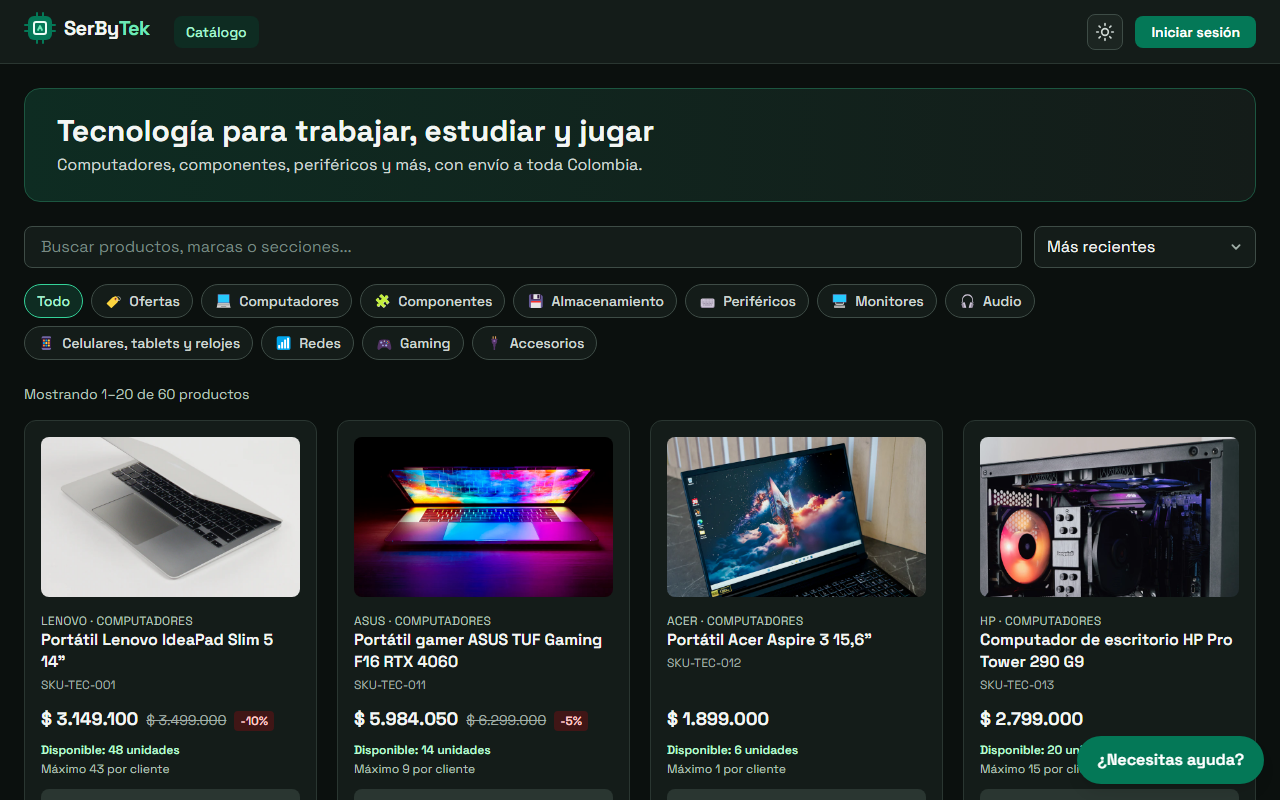 SerByTek
Catálogo
Iniciar sesión
Tecnología para trabajar, estudiar y jugar
Computadores, componentes, periféricos y más, con envío a toda Colombia.
Buscar productos, marcas o secciones...
Más recientes
Todo
Ofertas
Computadores
Componentes
Almacenamiento
Periféricos
Monitores
Audio
Celulares, tablets y relojes
Redes
Gaming
Accesorios
Mostrando 1–20 de 60 productos
LENOVO · COMPUTADORES
Portátil Lenovo IdeaPad Slim 5
14”
SKU-TEC-001
$ 3.149.100 $ 3.499.000 -10%
Disponible: 48 unidades
Máximo 43 por cliente
ASUS · COMPUTADORES
Portátil gamer ASUS TUF Gaming
F16 RTX 4060
SKU-TEC-011
$ 5.984.050 $ 6.299.000 -5%
Disponible: 14 unidades
Máximo 9 por cliente
ACER · COMPUTADORES
Portátil Acer Aspire 3 15,6”
SKU-TEC-012
$ 1.899.000
Disponible: 6 unidades
Máximo 1 por cliente
HP · COMPUTADORES
Computador de escritorio HP Pro
Tower 290 G9
SKU-TEC-013
$ 2.799.000
Disponible: 20
Máximo 15 por
¿Necesitas ayuda?